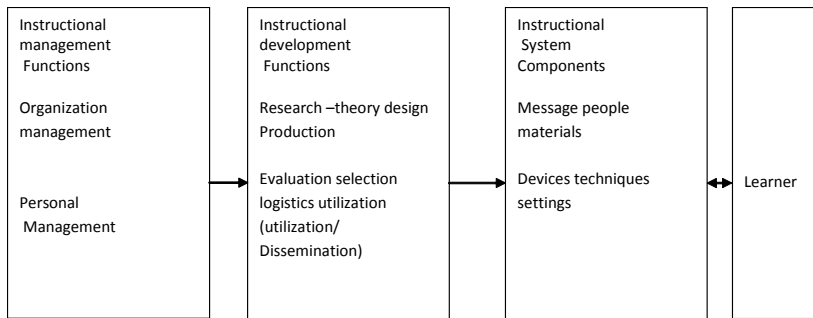 Instructional
management
Functions
Organization
management
Personal
Management
Instructional
development
Functions
Research –theory design
Production
Evaluation selection
logistics utilization
(utilization/
Dissemination)
Instructional
System
Components
Message people
materials
Devices techniques
settings
Learner